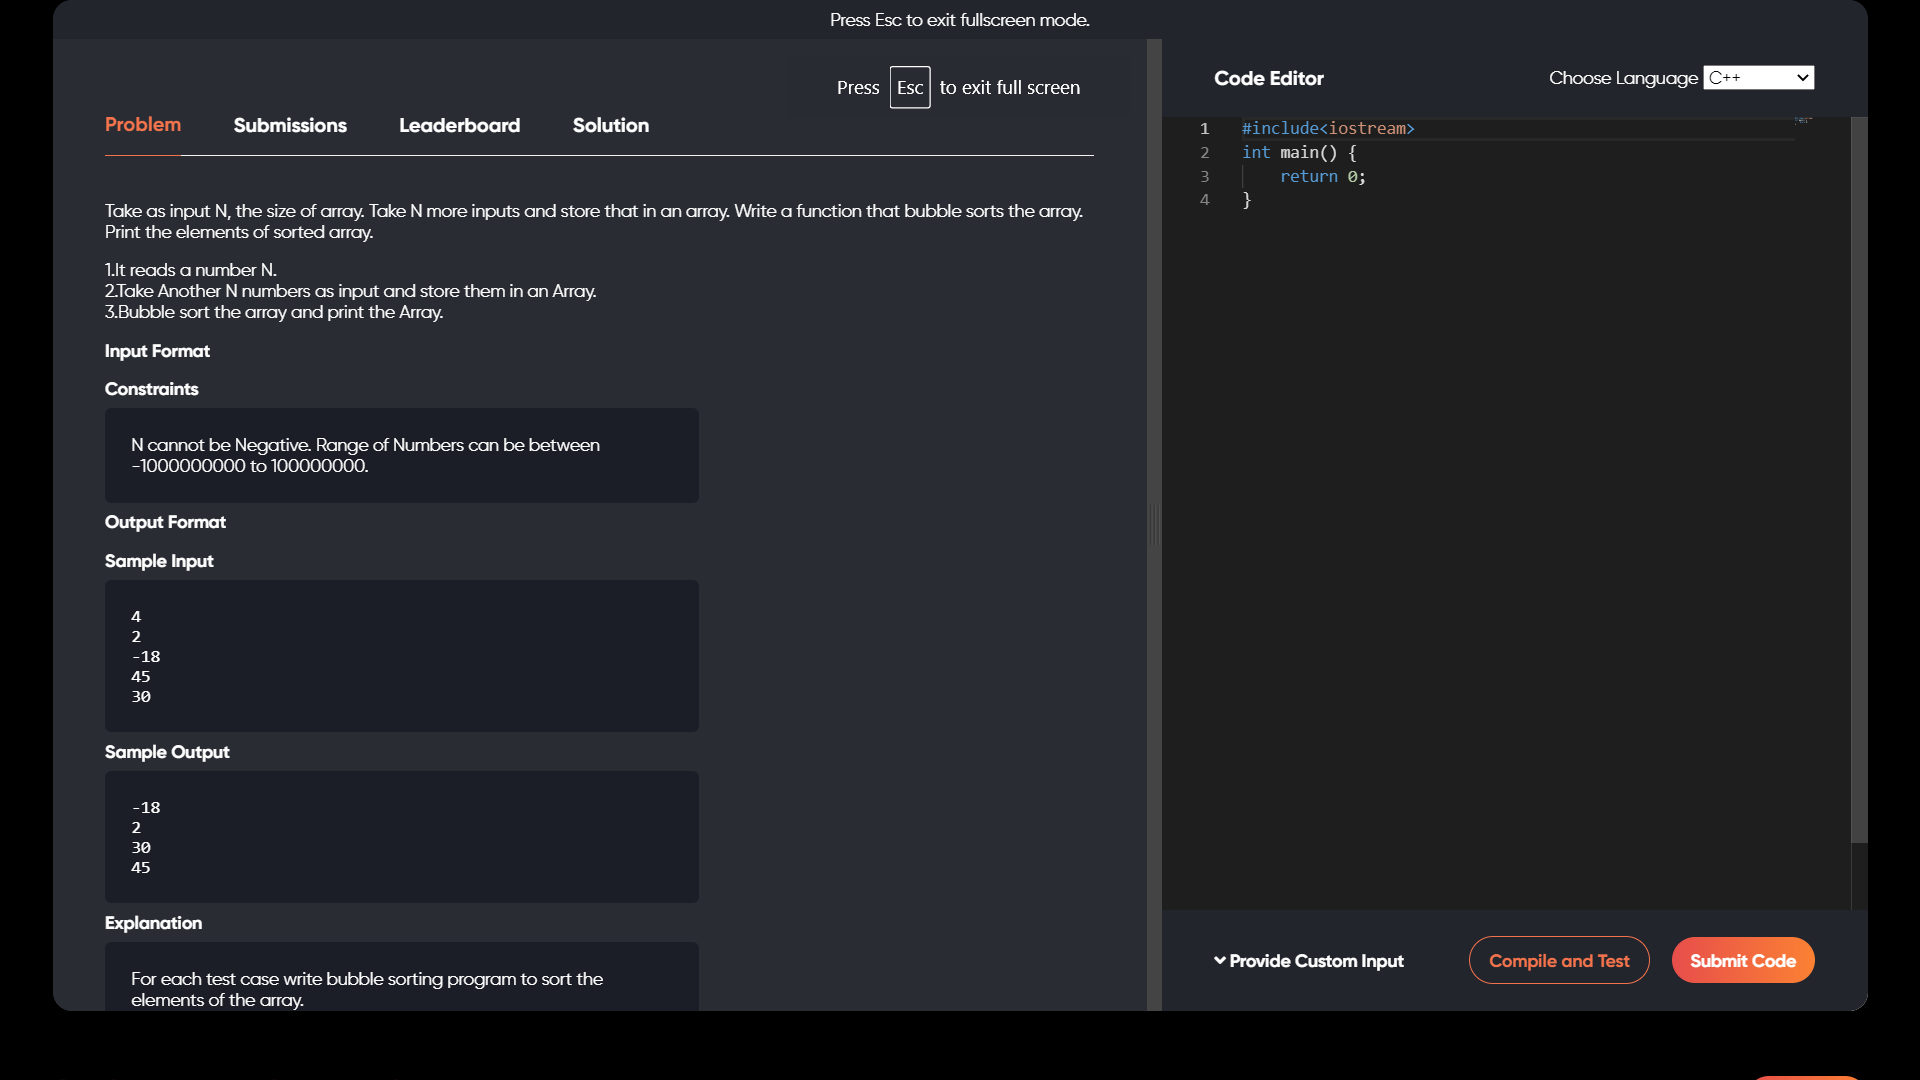 Press Esc to exit fullscreen mode.
Press Esc to exit full screen
Problem Submissions Leaderboard Solution
Take as input N, the size of array. Take N more inputs and store that in an array. Write a function that bubble sorts the array.
Print the elements of sorted array.
1.It reads a number N.
2.Take Another N numbers as input and store them in an Array.
3.Bubble sort the array and print the Array.
Input Format
Constraints
N cannot be Negative. Range of Numbers can be between
-1000000000 to 100000000.
Output Format
Sample Input
4
2
-18
45
30
Sample Output
-18
2
30
45
Explanation
For each test case write bubble sorting program to sort the
elements of the array.
Code Editor
Choose Language C++
1 #include<iostream>
2 int main() {
3 return 0;
4 }
Provide Custom Input
Compile and Test
Submit Code